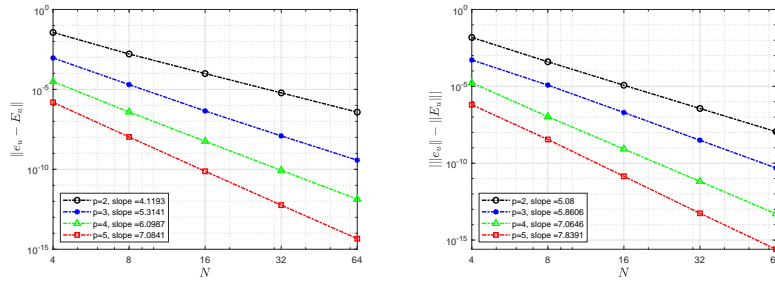 10^0
10^-5
10^-10
10^-15
‖e_u − E_u‖
p=2, slope =4.1193
p=3, slope =5.3141
p=4, slope =6.0987
p=5, slope =7.0841
4 8 16 32 64
N
10^0
10^-5
10^-10
10^-15
|‖e_u‖ − ‖E_u‖|
p=2, slope =5.08
p=3, slope =5.8606
p=4, slope =7.0646
p=5, slope =7.8391
4 8 16 32
N